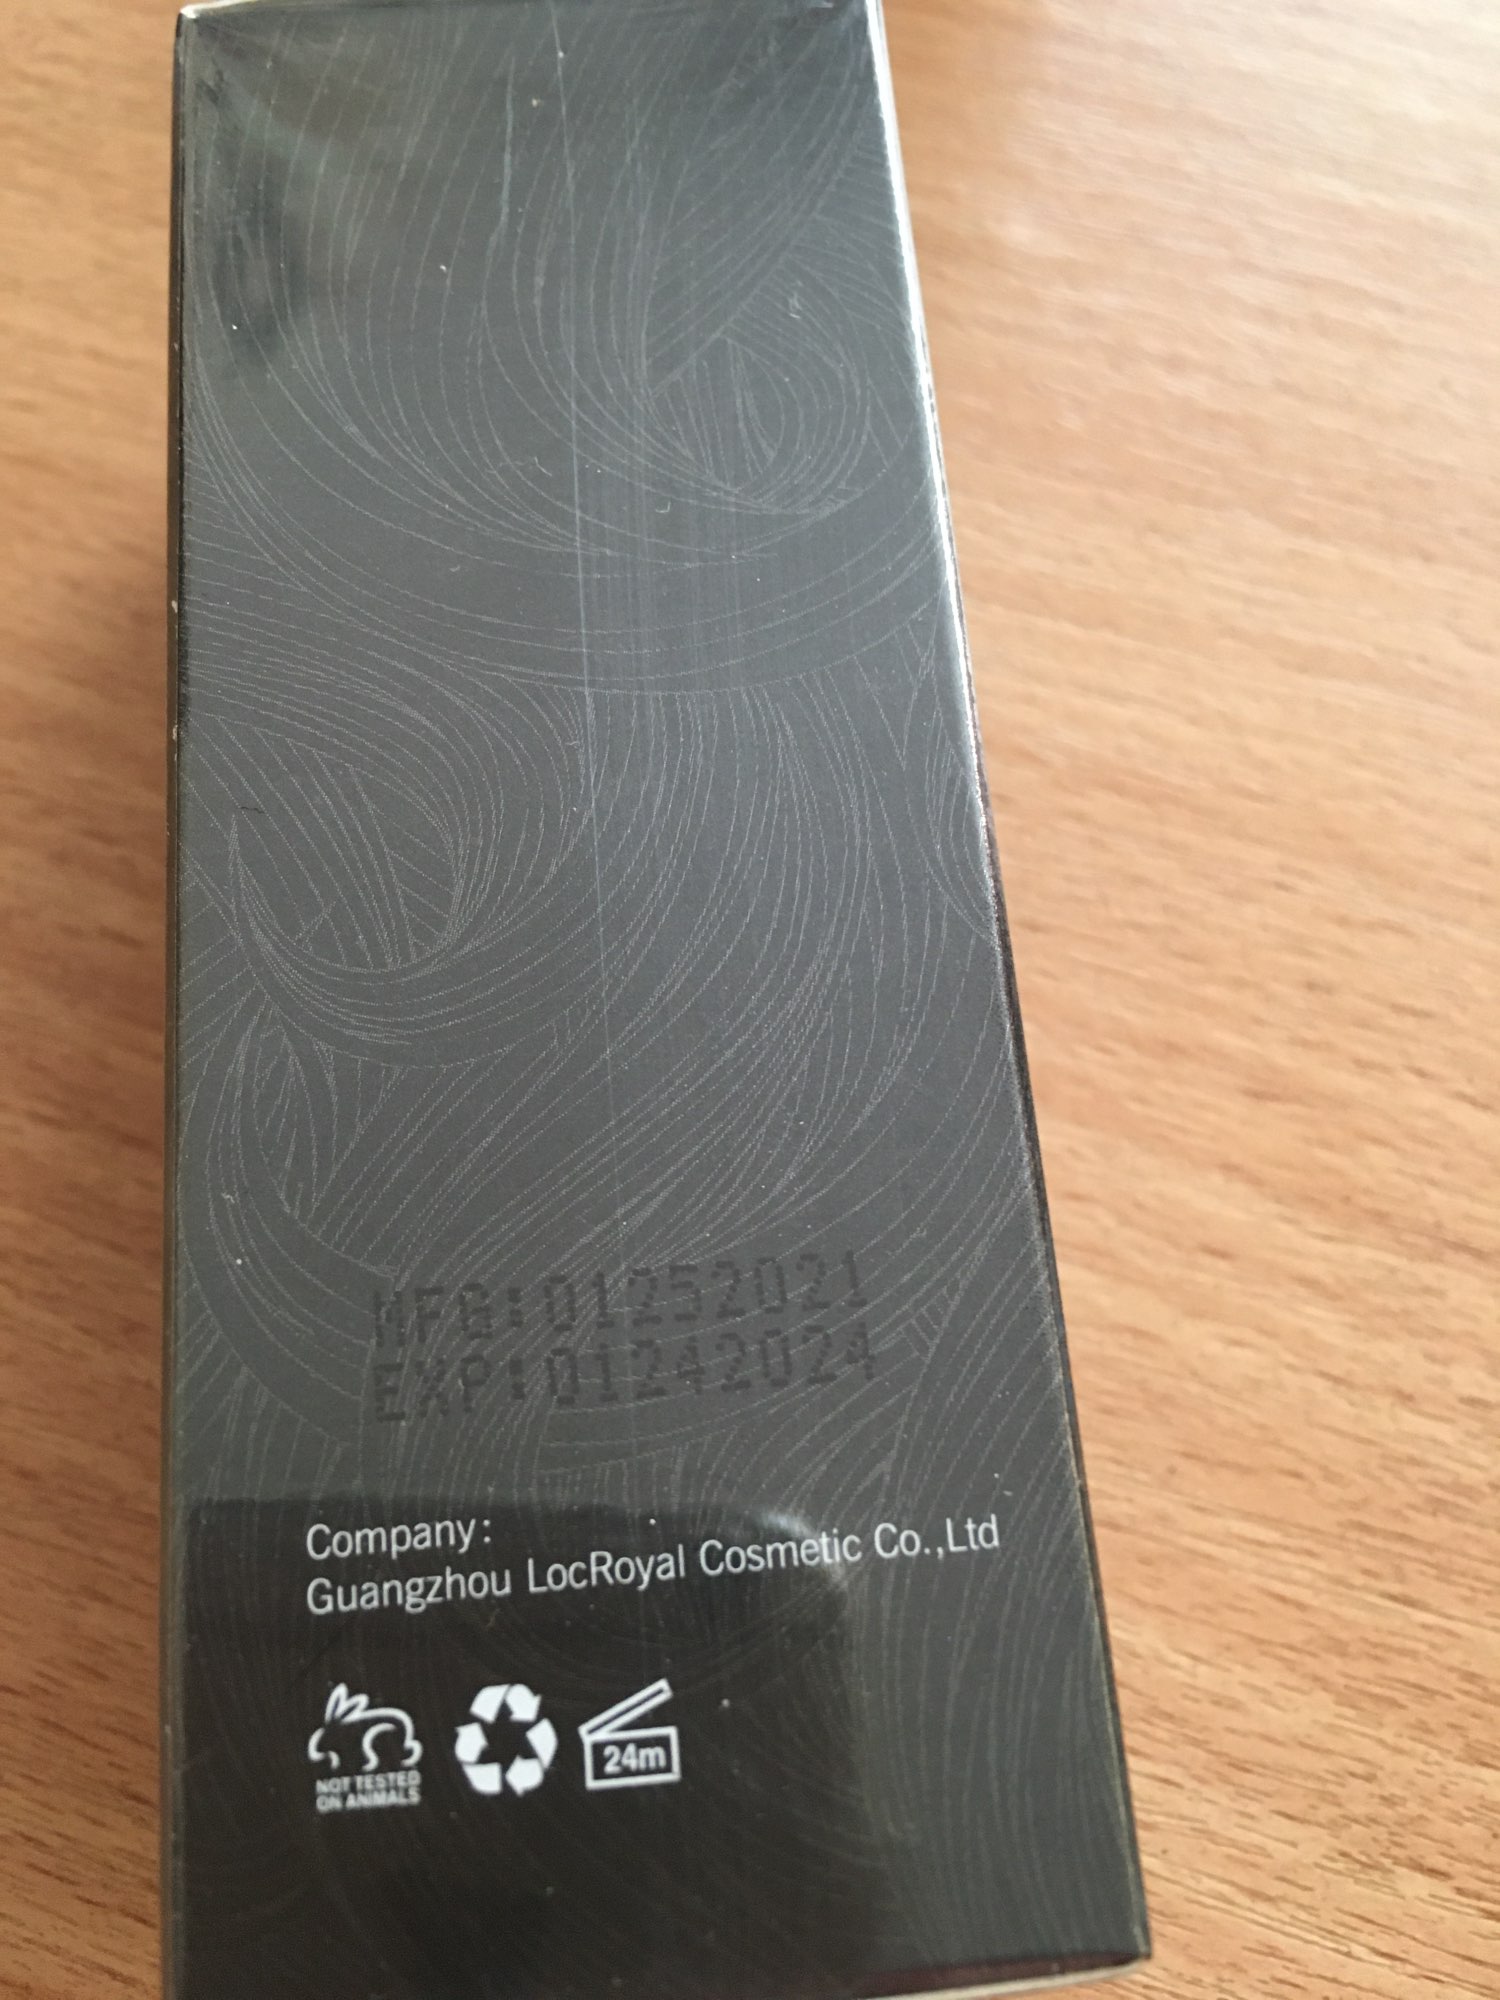 MFG:01252021
EXP:01242024
Company:
Guangzhou LocRoyal Cosmetic Co.,Ltd
NOT TESTED
ON ANIMALS
24m